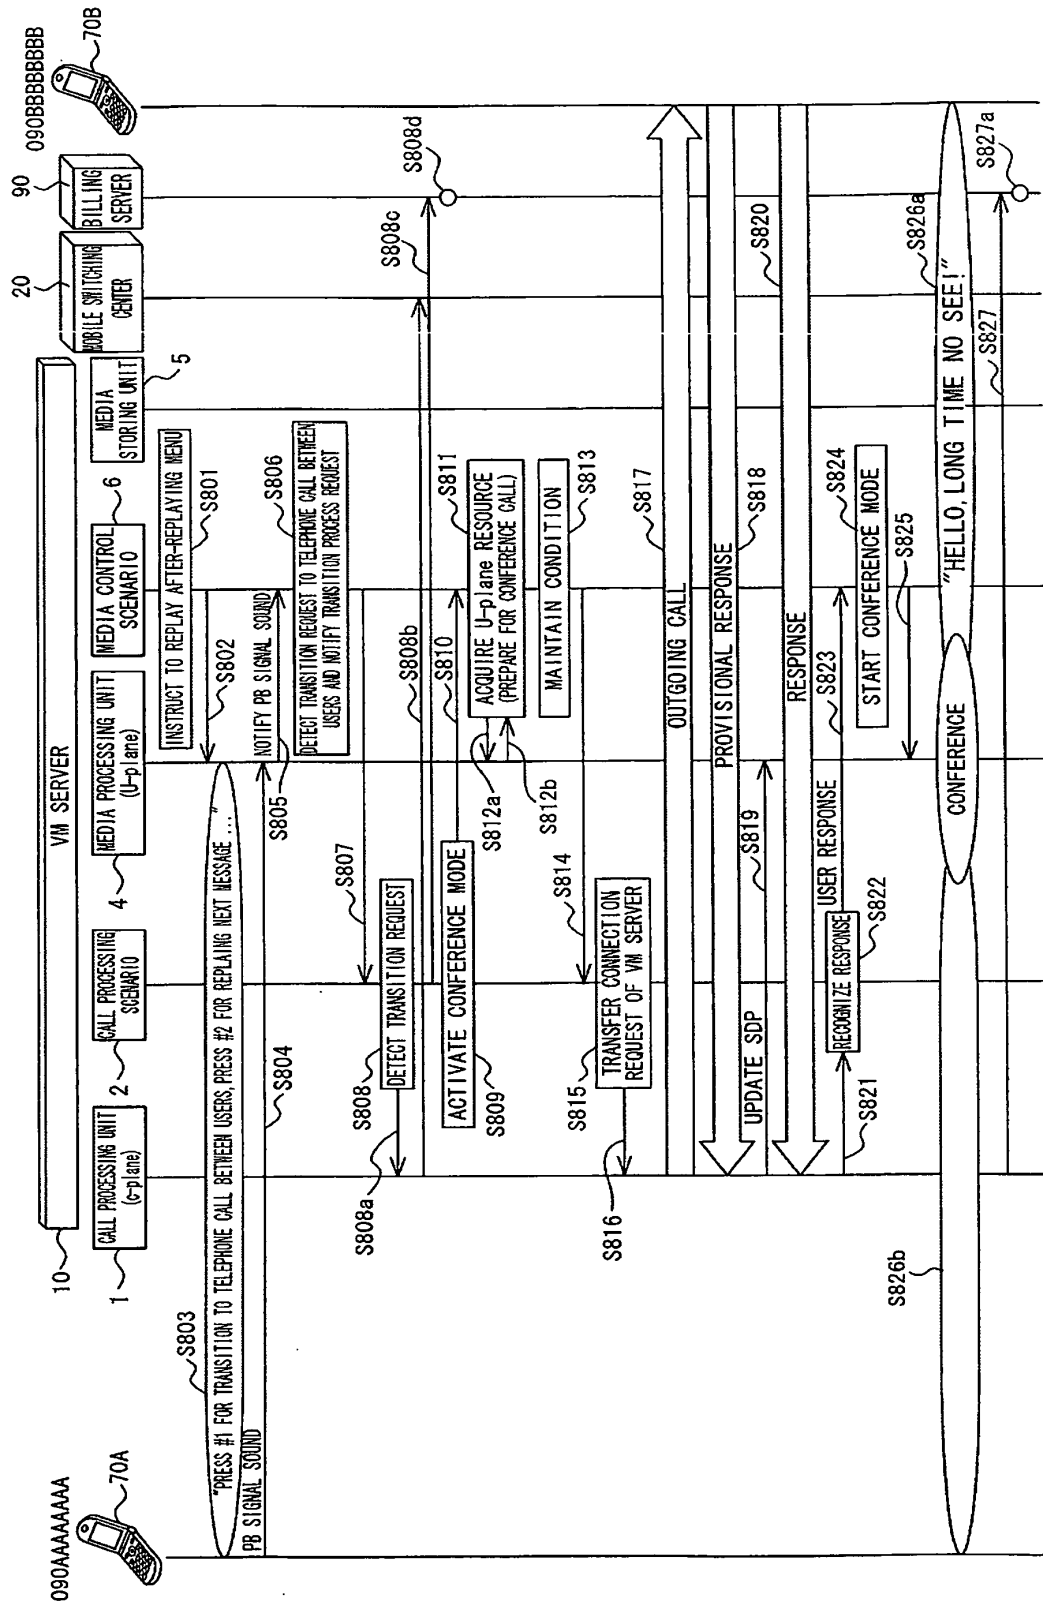 090AAAAAAAAA
70A
10
VM SERVER
1
CALL PROCESSING UNIT
(c-plane)
2
CALL PROCESSING
SCENARIO
4
MEDIA PROCESSING UNIT
(U-plane)
6
MEDIA CONTROL
SCENARIO
5
MEDIA
STORING UNIT
20
MOBILE SWITCHING
CENTER
90
BILLING
SERVER
090BBBBBBBBB
70B
INSTRUCT TO REPLAY AFTER-REPLAYING MENU
S801
S802
S803
"PRESS #1 FOR TRANSITION TO TELEPHONE CALL BETWEEN USERS, PRESS #2 FOR REPLAING NEXT MESSAGE ..."
PB SIGNAL SOUND
S804
NOTIFY PB SIGNAL SOUND
S805
S806
DETECT TRANSITION REQUEST TO TELEPHONE CALL BETWEEN
USERS AND NOTIFY TRANSITION PROCESS REQUEST
S807
S808
DETECT TRANSITION REQUEST
S808a
S808b
S808c
S808d
ACTIVATE CONFERENCE MODE
S809
S810
S811
ACQUIRE U-plane RESOURCE
(PREPARE FOR CONFERENCE CALL)
S812a
S812b
MAINTAIN CONDITION
S813
S814
S815
TRANSFER CONNECTION
REQUEST OF VM SERVER
S816
OUTGOING CALL
S817
PROVISIONAL RESPONSE
S818
UPDATE SDP
S819
RESPONSE
S820
S821
RECOGNIZE RESPONSE
S822
USER RESPONSE
S823
START CONFERENCE MODE
S824
S825
S826b
CONFERENCE
"HELLO, LONG TIME NO SEE!"
S826a
S827
S827a